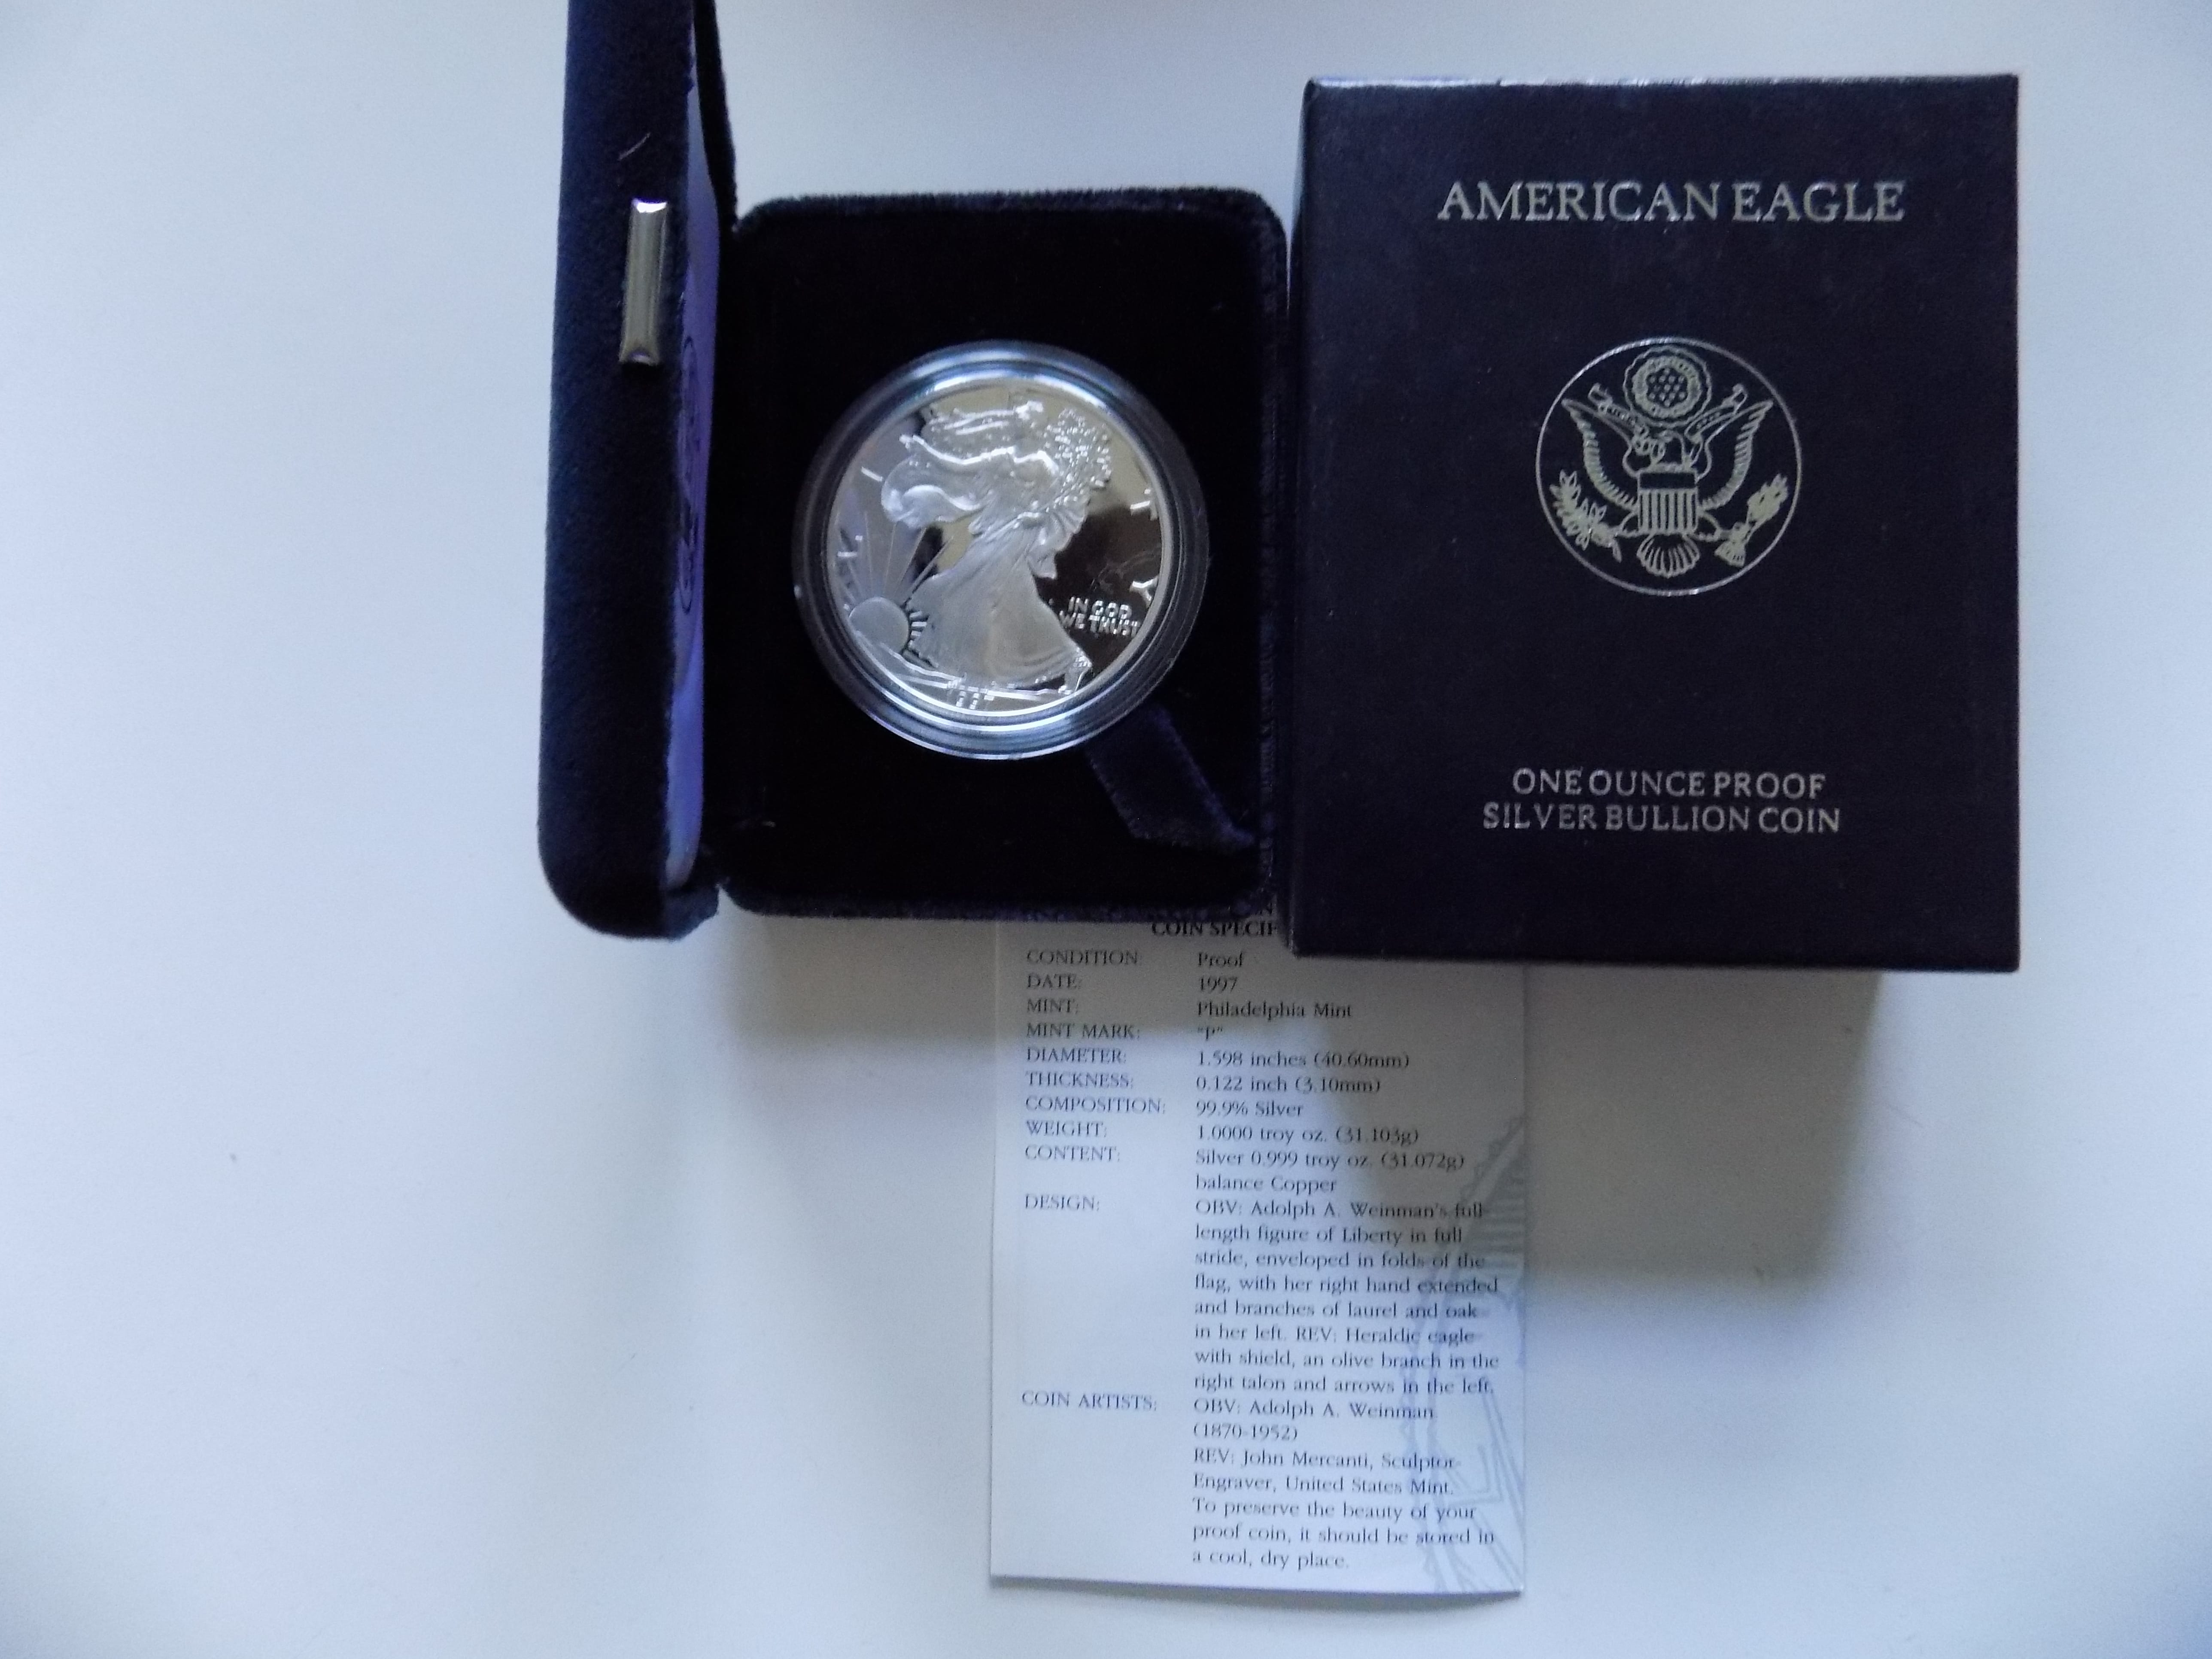 AMERICAN EAGLE
ONE OUNCE PROOF
SILVER BULLION COIN
IN GOD
WE TRUST
COIN SPECIF
CONDITION: Proof
DATE: 1997
MINT: Philadelphia Mint
MINT MARK: "P"
DIAMETER: 1.598 inches (40.60mm)
THICKNESS: 0.122 inch (3.10mm)
COMPOSITION: 99.9% Silver
WEIGHT: 1.0000 troy oz. (31.103g)
CONTENT: Silver 0.999 troy oz. (31.072g)
balance Copper
DESIGN: OBV: Adolph A. Weinman's full-
length figure of Liberty in full
stride, enveloped in folds of the
flag, with her right hand extended
and branches of laurel and oak
in her left. REV: Heraldic eagle
with shield, an olive branch in the
right talon and arrows in the left.
COIN ARTISTS: OBV: Adolph A. Weinman
(1870-1952)
REV: John Mercanti, Sculptor-
Engraver, United States Mint.
To preserve the beauty of your
proof coin, it should be stored in
a cool, dry place.